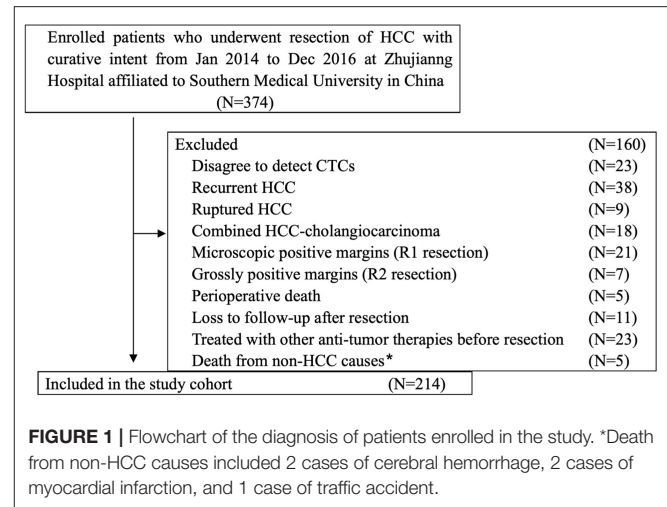 Enrolled patients who underwent resection of HCC with
curative intent from Jan 2014 to Dec 2016 at Zhujianng
Hospital affiliated to Southern Medical University in China
(N=374)
Excluded (N=160)
Disagree to detect CTCs (N=23)
Recurrent HCC (N=38)
Ruptured HCC (N=9)
Combined HCC-cholangiocarcinoma (N=18)
Microscopic positive margins (R1 resection) (N=21)
Grossly positive margins (R2 resection) (N=7)
Perioperative death (N=5)
Loss to follow-up after resection (N=11)
Treated with other anti-tumor therapies before resection (N=23)
Death from non-HCC causes* (N=5)
Included in the study cohort (N=214)
FIGURE 1 | Flowchart of the diagnosis of patients enrolled in the study. *Death
from non-HCC causes included 2 cases of cerebral hemorrhage, 2 cases of
myocardial infarction, and 1 case of traffic accident.